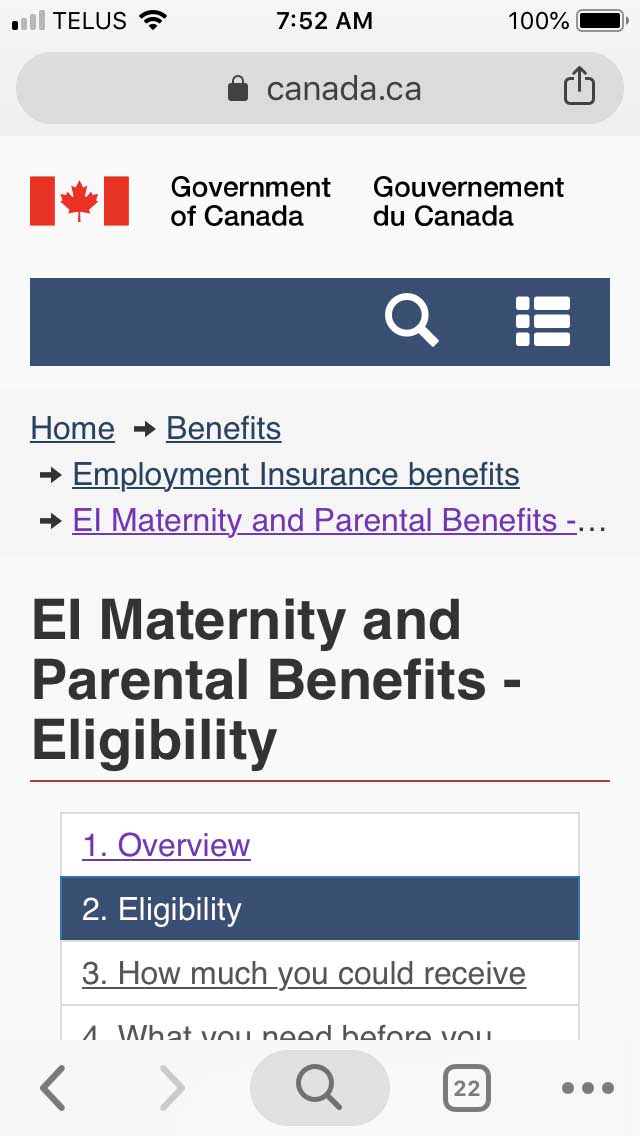 TELUS 7:52 AM 100%
canada.ca
Government Gouvernement
of Canada du Canada
Home Benefits
Employment Insurance benefits
EI Maternity and Parental Benefits -...
EI Maternity and
Parental Benefits -
Eligibility
1. Overview
2. Eligibility
3. How much you could receive
4. What you need before you
22